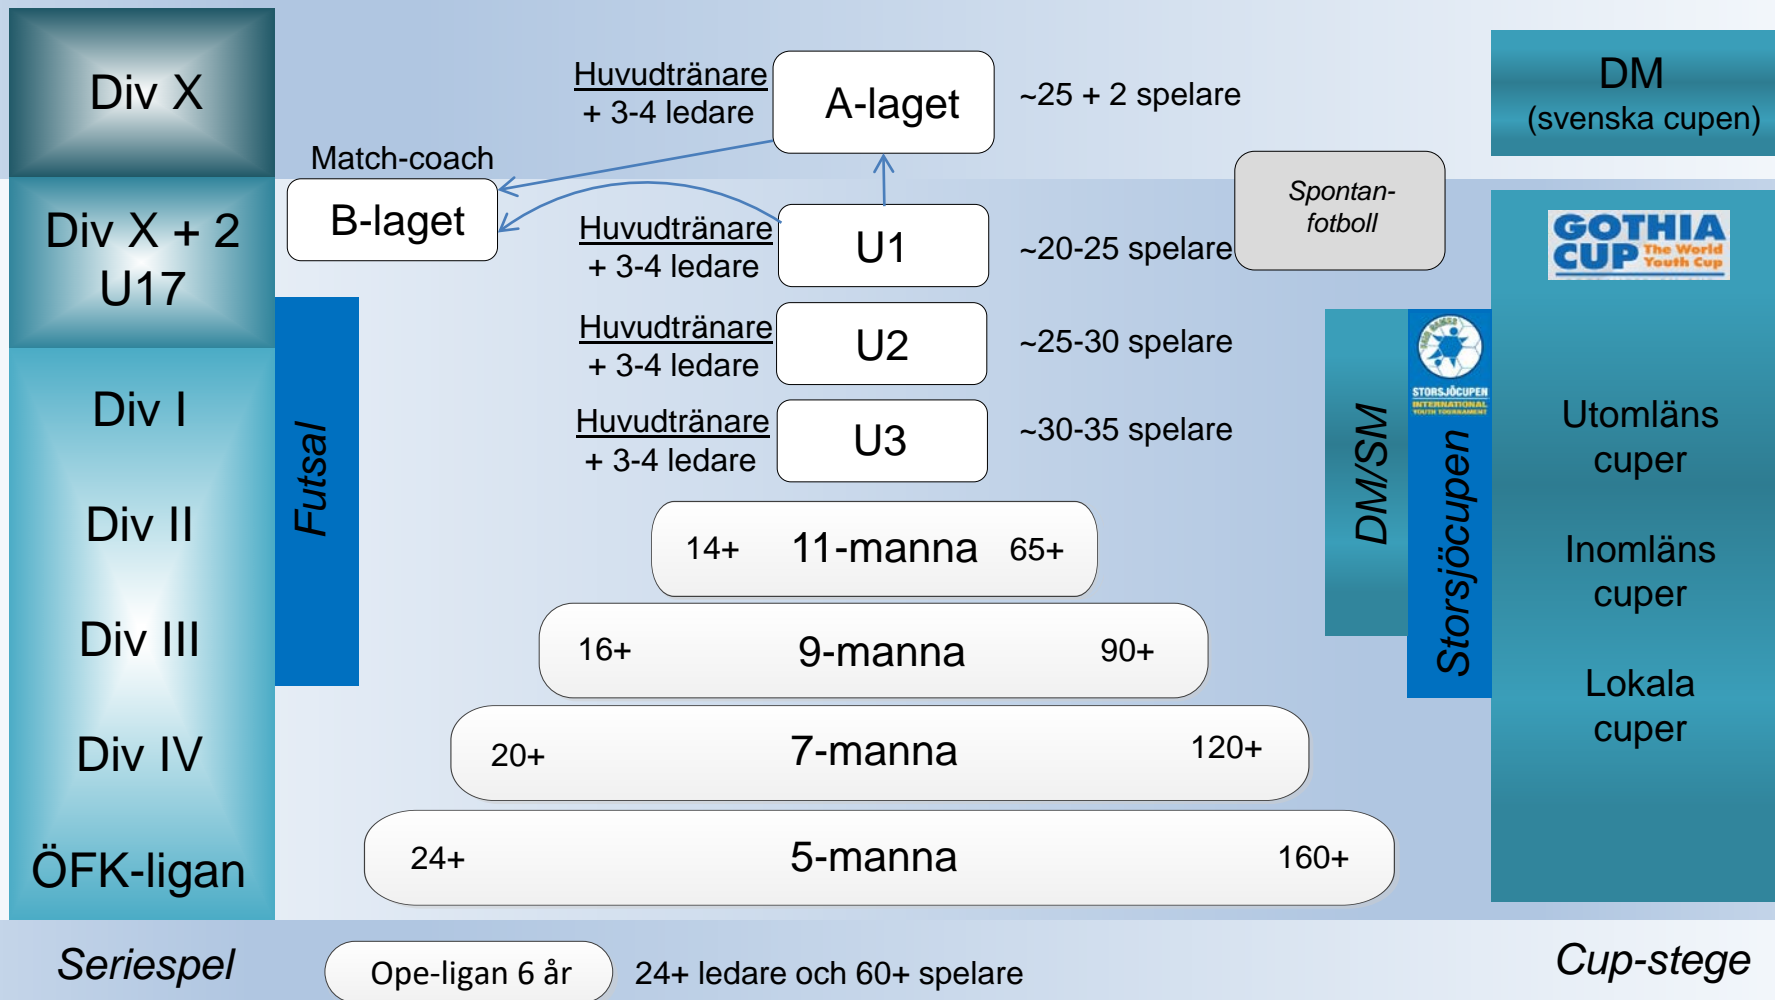 Div X
Div X + 2
U17
Div I
Div II
Div III
Div IV
ÖFK-ligan
Seriespel
Futsal
Huvudtränare
+ 3-4 ledare
A-laget
~25 + 2 spelare
Match-coach
B-laget
Huvudtränare
+ 3-4 ledare
U1
~20-25 spelare
Spontan-
fotboll
Huvudtränare
+ 3-4 ledare
U2
~25-30 spelare
Huvudtränare
+ 3-4 ledare
U3
~30-35 spelare
14+ 11-manna 65+
16+ 9-manna 90+
20+ 7-manna 120+
24+ 5-manna 160+
Ope-ligan 6 år
24+ ledare och 60+ spelare
DM/SM
STORSJÖCUPEN
INTERNATIONAL
YOUTH TOURNAMENT
Storsjöcupen
DM
(svenska cupen)
GOTHIA
CUP The World
Youth Cup
Utomläns
cuper
Inomläns
cuper
Lokala
cuper
Cup-stege